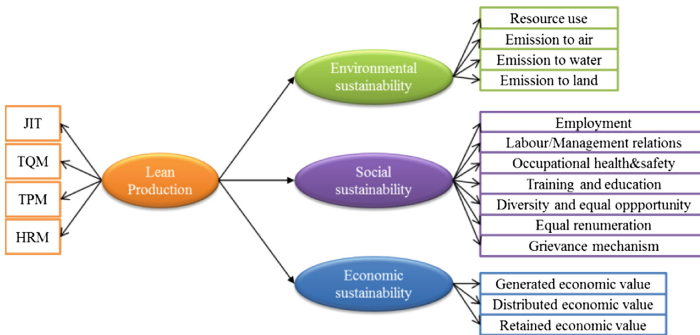 JIT
TQM
TPM
HRM
Lean
Production
Environmental
sustainability
Social
sustainability
Economic
sustainability
Resource use
Emission to air
Emission to water
Emission to land
Employment
Labour/Management relations
Occupational health&safety
Training and education
Diversity and equal oppportunity
Equal renumeration
Grievance mechanism
Generated economic value
Distributed economic value
Retained economic value